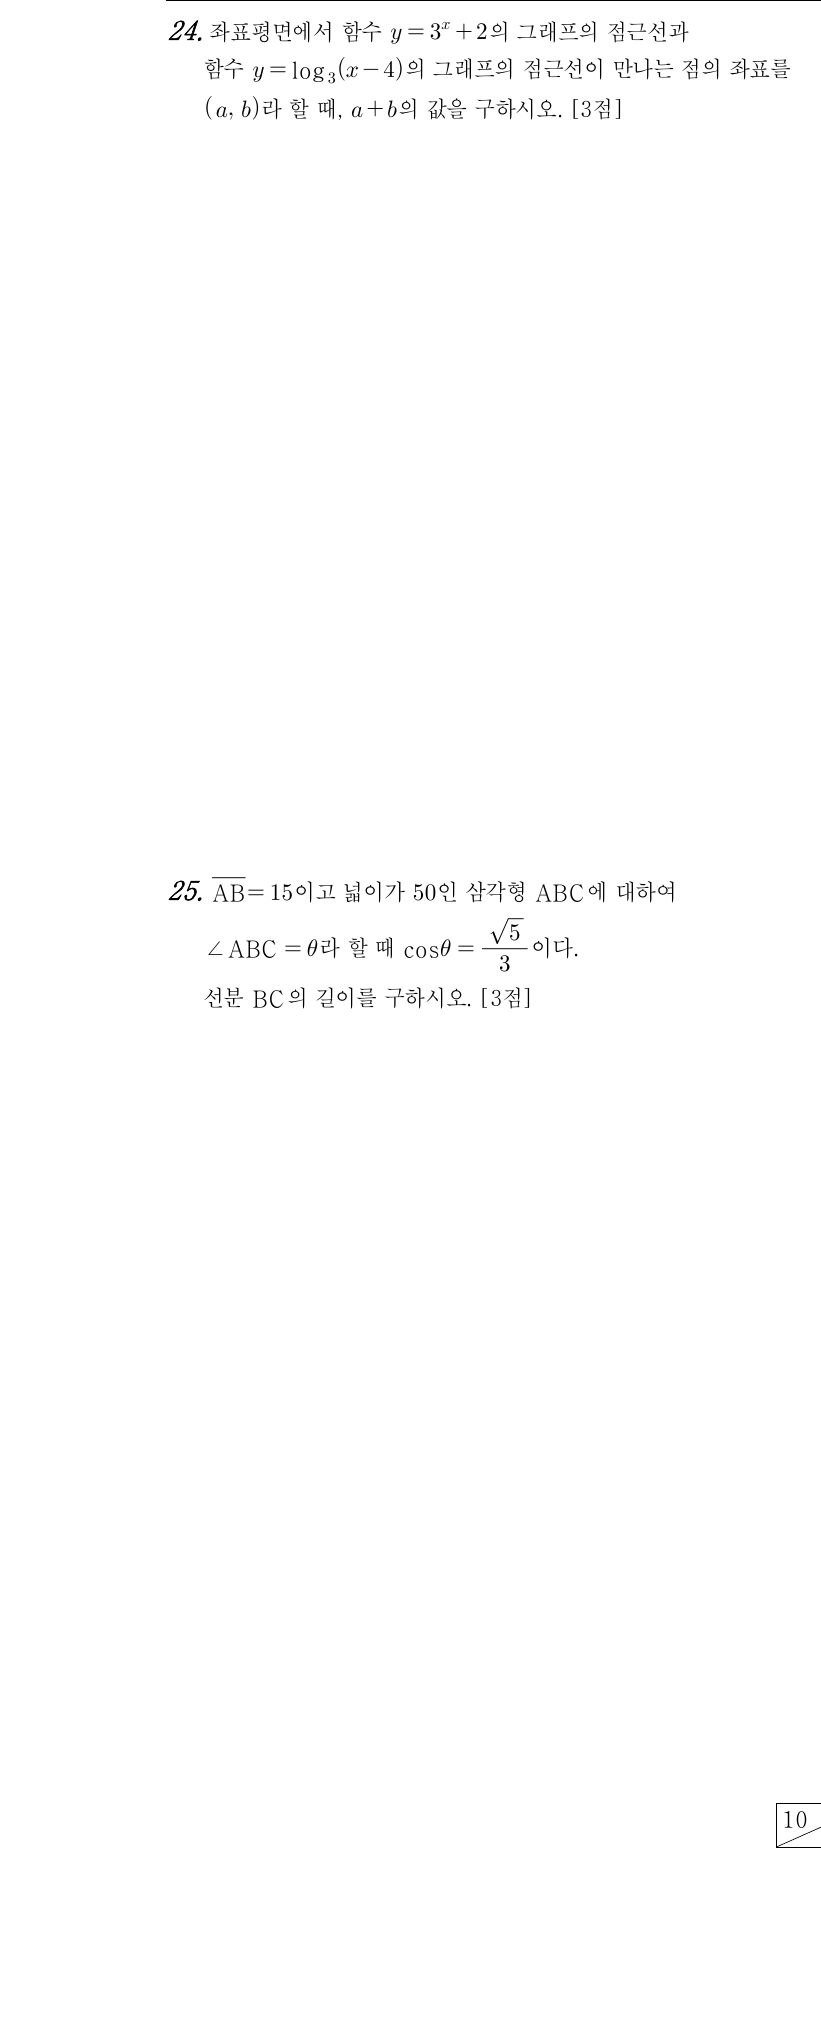 24. 좌표평면에서 함수 y=3^x+2의 그래프의 점근선과
함수 y=log_3(x-4)의 그래프의 점근선이 만나는 점의 좌표를
(a, b)라 할 때, a+b의 값을 구하시오. [3점]
25. \overline{AB}=15이고 넓이가 50인 삼각형 ABC에 대하여
∠ABC=θ라 할 때 cosθ=\frac{\sqrt{5}}{3}이다.
선분 BC의 길이를 구하시오. [3점]
10